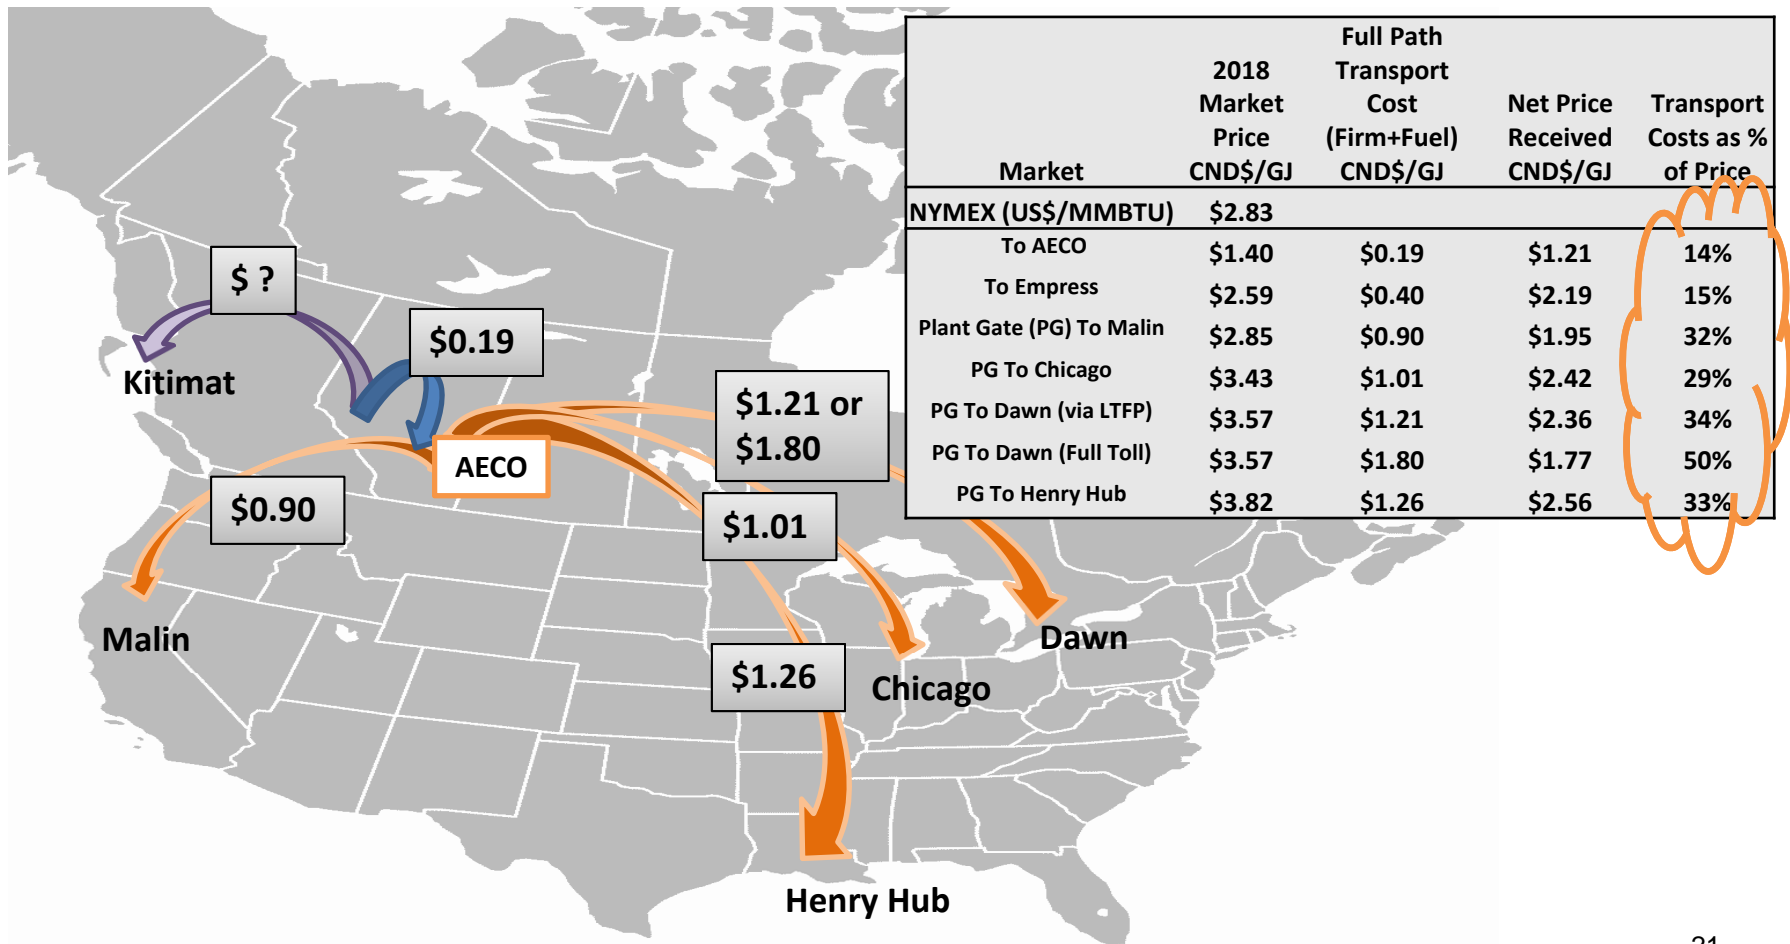 Full Path
2018 Transport
Market Cost Net Price Transport
Price (Firm+Fuel) Received Costs as %
Market CND$/GJ CND$/GJ CND$/GJ of Price
NYMEX (US$/MMBTU) $2.83
To AECO $1.40 $0.19 $1.21 14%
To Empress $2.59 $0.40 $2.19 15%
Plant Gate (PG) To Malin $2.85 $0.90 $1.95 32%
PG To Chicago $3.43 $1.01 $2.42 29%
PG To Dawn (via LTFP) $3.57 $1.21 $2.36 34%
PG To Dawn (Full Toll) $3.57 $1.80 $1.77 50%
PG To Henry Hub $3.82 $1.26 $2.56 33%
$ ?
$0.19
Kitimat
$1.21 or
$1.80
AECO
$0.90
$1.01
Malin
Dawn
$1.26
Chicago
Henry Hub
21